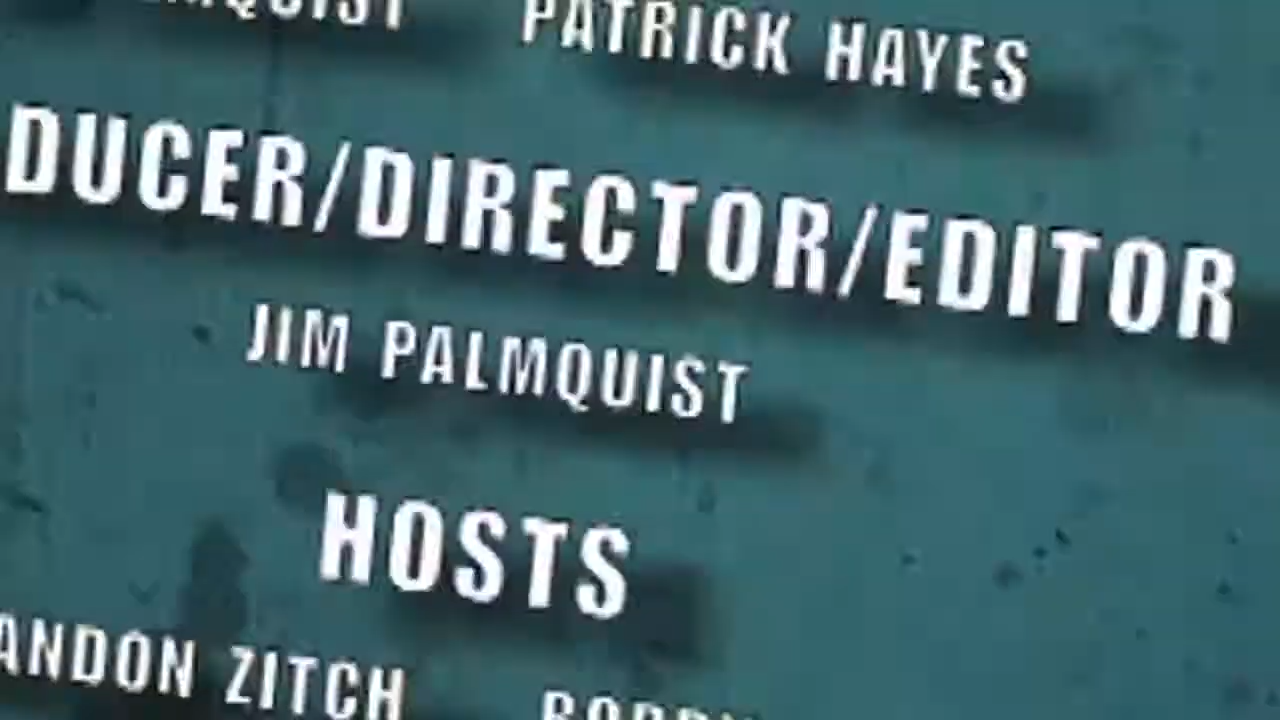 PATRICK HAYES
DUCER/DIRECTOR/EDITOR
JIM PALMQUIST
HOSTS
ANDON ZITCH